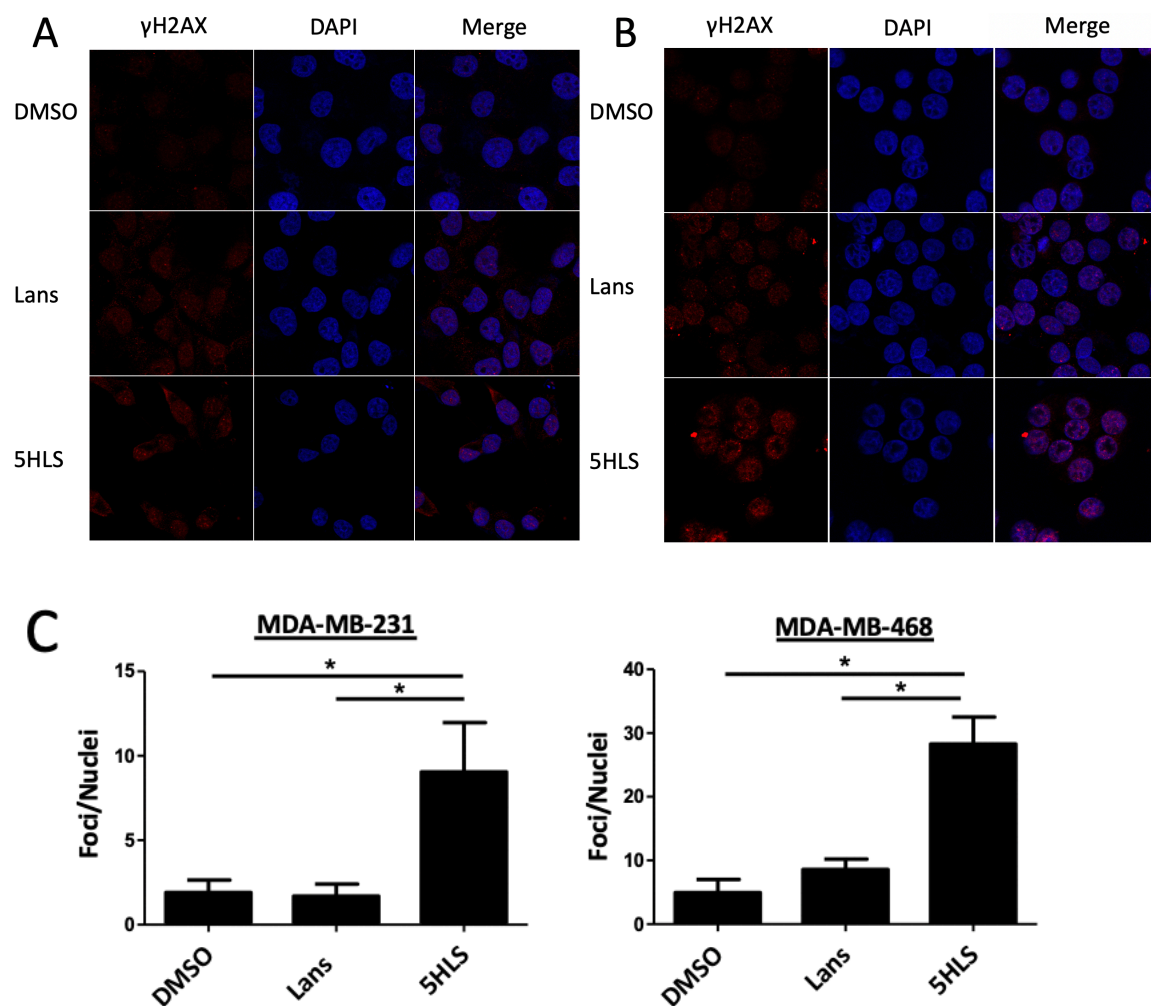 A
γH2AX DAPI Merge
DMSO
Lans
5HLS
B
γH2AX DAPI Merge
DMSO
Lans
5HLS
C
MDA-MB-231
*
*
Foci/Nuclei
15
10
5
0
DMSO Lans 5HLS
MDA-MB-468
*
*
Foci/Nuclei
40
30
20
10
0
DMSO Lans 5HLS